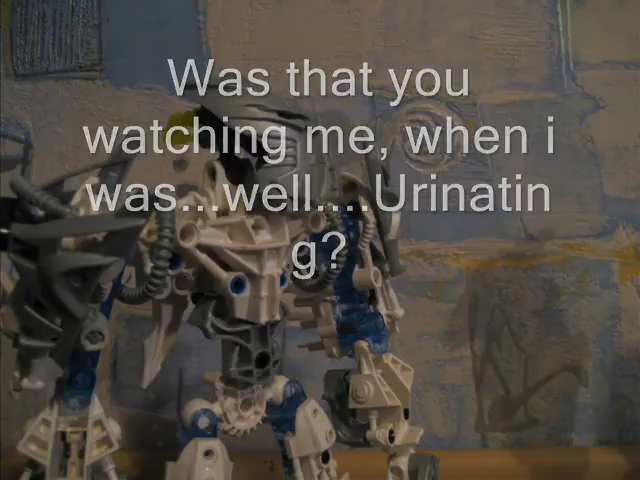 Was that you
watching me, when i
was...well....Urinatin
g?